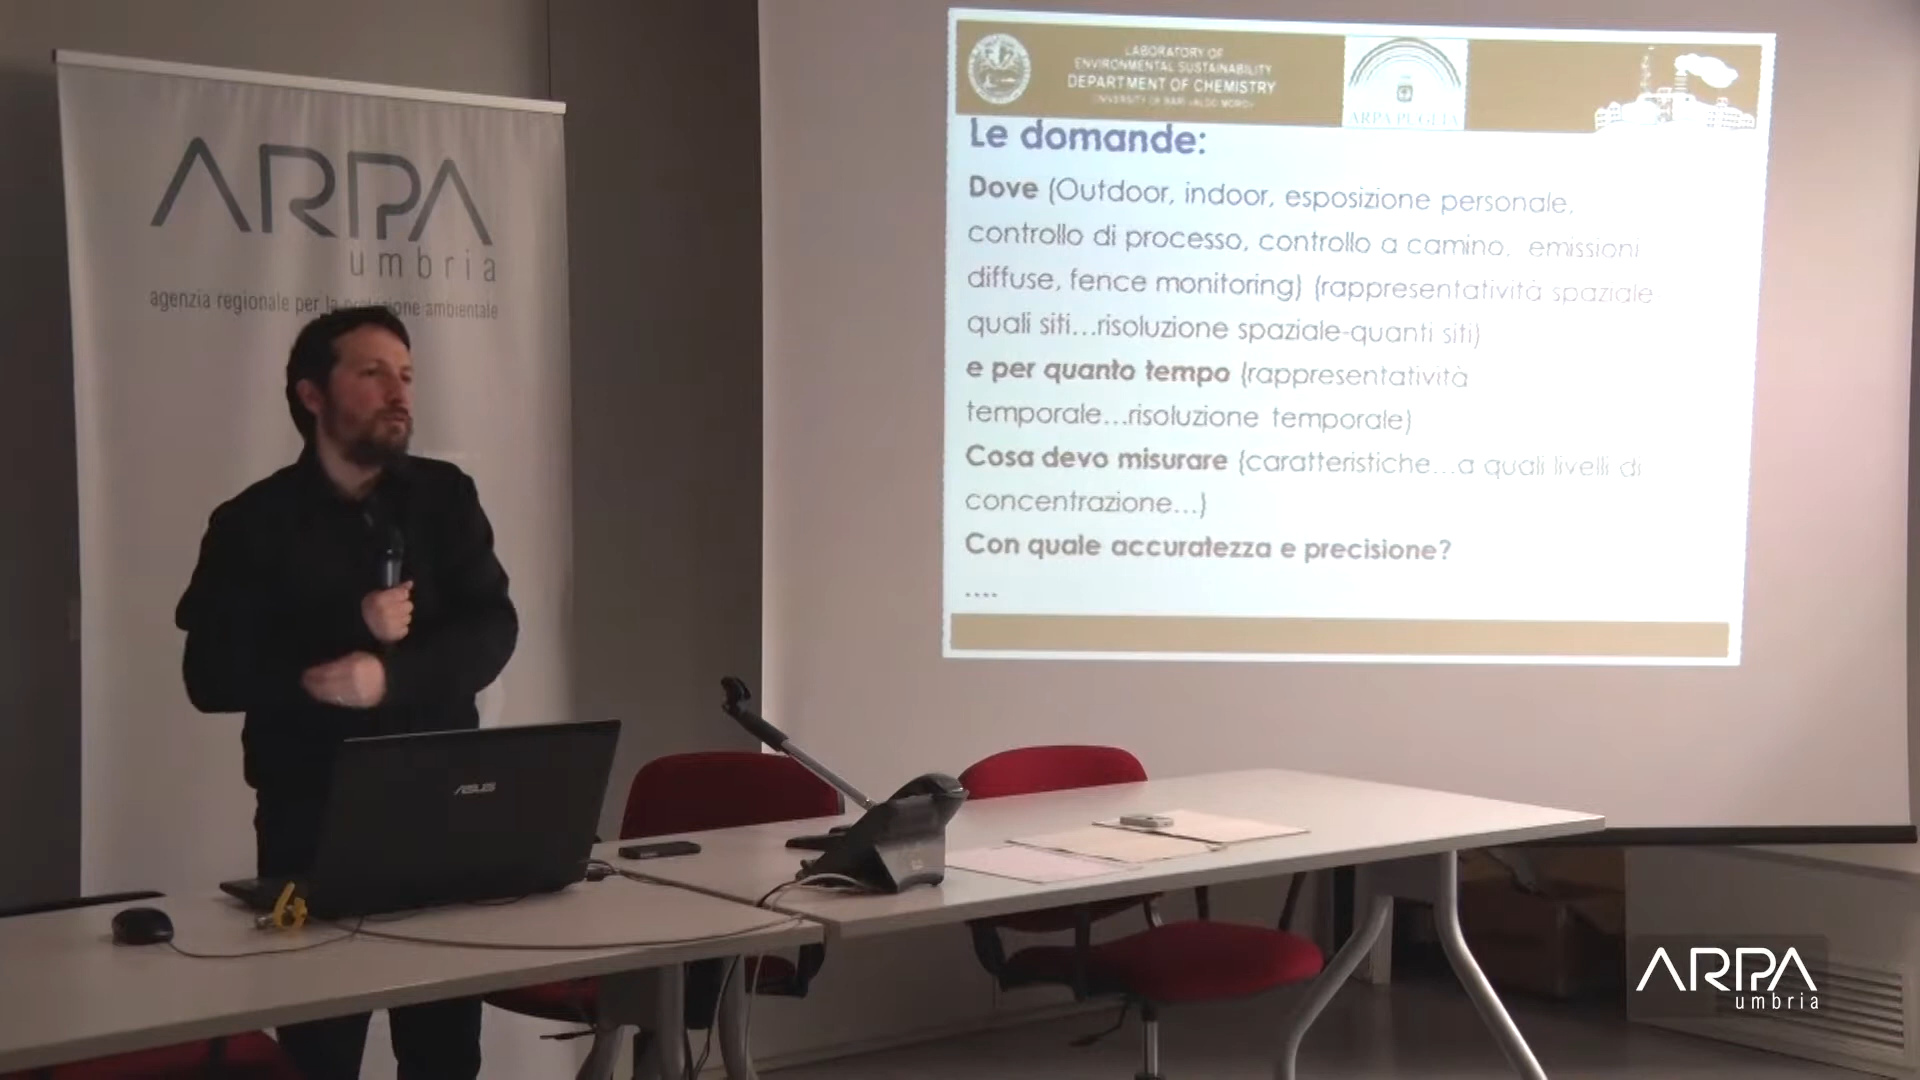 ARPA
umbria
agenzia regionale per la protezione ambientale
LABORATORY OF
ENVIRONMENTAL SUSTAINABILITY
DEPARTMENT OF CHEMISTRY
UNIVERSITY OF BARI
ARPA PUGLIA
Le domande:
Dove (Outdoor, indoor, esposizione personale,
controllo di processo, controllo a camino, emissioni
diffuse, fence monitoring) (rappresentatività spaziale
quali siti...risoluzione spaziale-quanti siti)
e per quanto tempo (rappresentatività
temporale...risoluzione temporale)
Cosa devo misurare (caratteristiche...a quali livelli di
concentrazione...)
Con quale accuratezza e precisione?
....
ASUS
ARPA
umbria